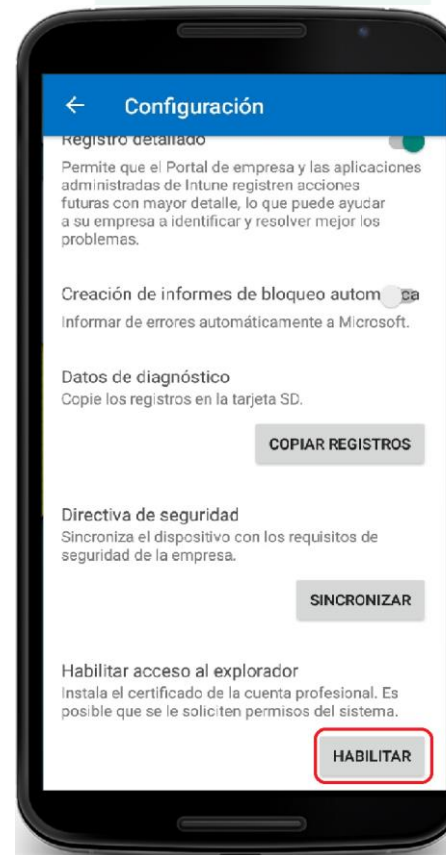 Configuración
Registro detallado
Permite que el Portal de empresa y las aplicaciones
administradas de Intune registren acciones
futuras con mayor detalle, lo que puede ayudar
a su empresa a identificar y resolver mejor los
problemas.
Creación de informes de bloqueo autom ca
Informar de errores automáticamente a Microsoft.
Datos de diagnóstico
Copie los registros en la tarjeta SD.
COPIAR REGISTROS
Directiva de seguridad
Sincroniza el dispositivo con los requisitos de
seguridad de la empresa.
SINCRONIZAR
Habilitar acceso al explorador
Instala el certificado de la cuenta profesional. Es
posible que se le soliciten permisos del sistema.
HABILITAR